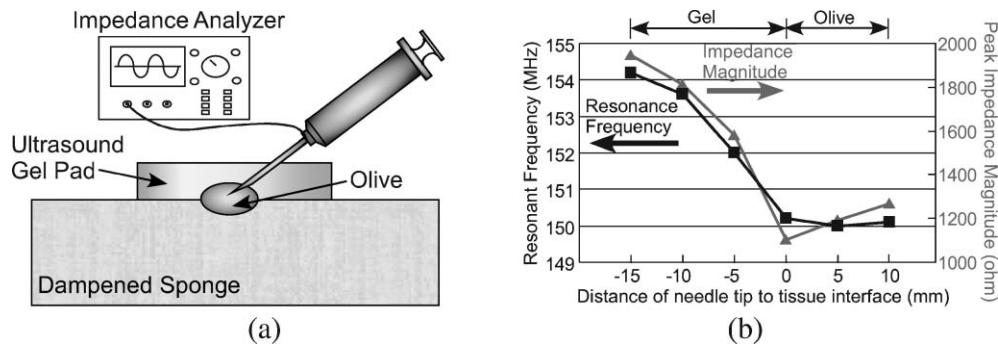 Impedance Analyzer
Ultrasound
Gel Pad
Olive
Dampened Sponge
(a)
Gel
Olive
155
154
153
152
151
150
149
Resonant Frequency (MHz)
Impedance
Magnitude
Resonance
Frequency
2000
1800
1600
1400
1200
1000
Peak Impedance
Magnitude (ohm)
-15
-10
-5
0
5
10
Distance of needle tip to tissue interface (mm)
(b)